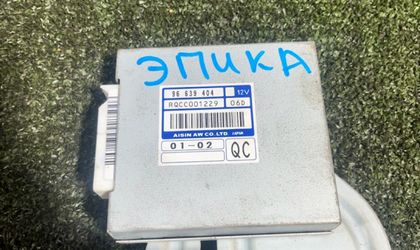 ЭПИКА
96 639 404 12V
RQCC001229 06D
AISIN AW CO.,LTD JAPAN
01-02 QC